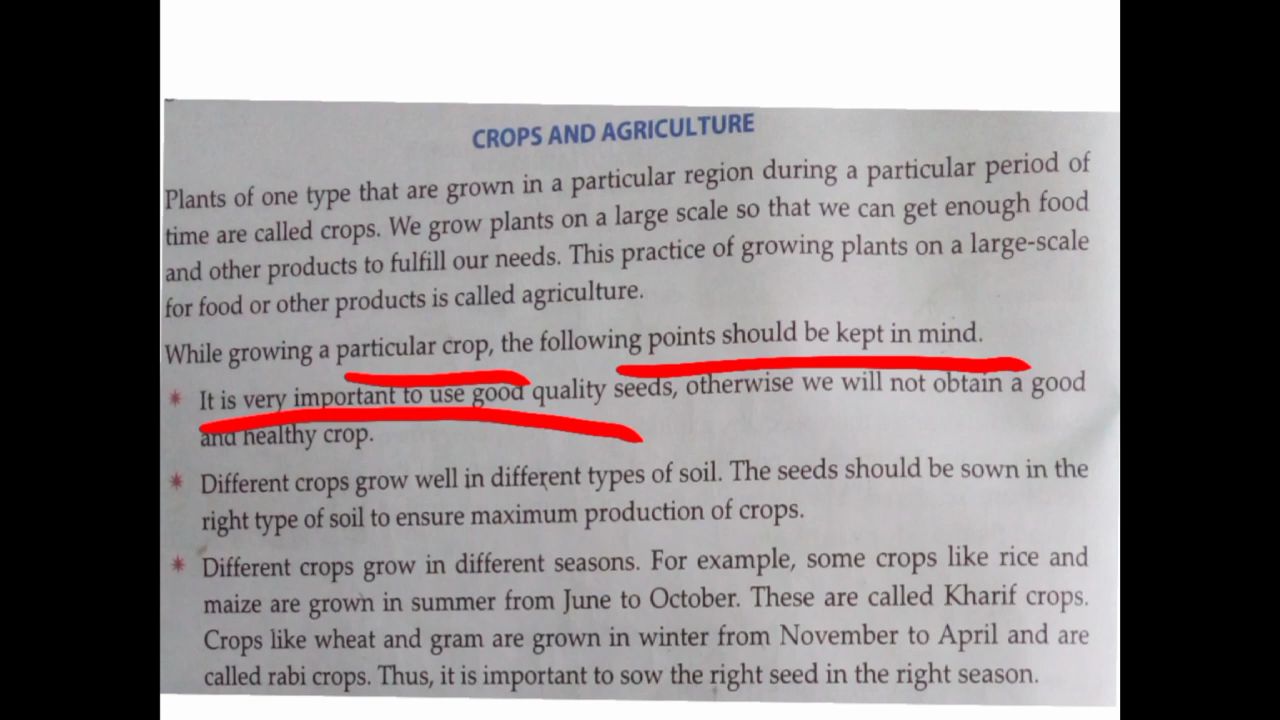 CROPS AND AGRICULTURE
Plants of one type that are grown in a particular region during a particular period of
time are called crops. We grow plants on a large scale so that we can get enough food
and other products to fulfill our needs. This practice of growing plants on a large-scale
for food or other products is called agriculture.
While growing a particular crop, the following points should be kept in mind.
* It is very important to use good quality seeds, otherwise we will not obtain a good
and healthy crop.
* Different crops grow well in different types of soil. The seeds should be sown in the
right type of soil to ensure maximum production of crops.
* Different crops grow in different seasons. For example, some crops like rice and
maize are grown in summer from June to October. These are called Kharif crops.
Crops like wheat and gram are grown in winter from November to April and are
called rabi crops. Thus, it is important to sow the right seed in the right season.